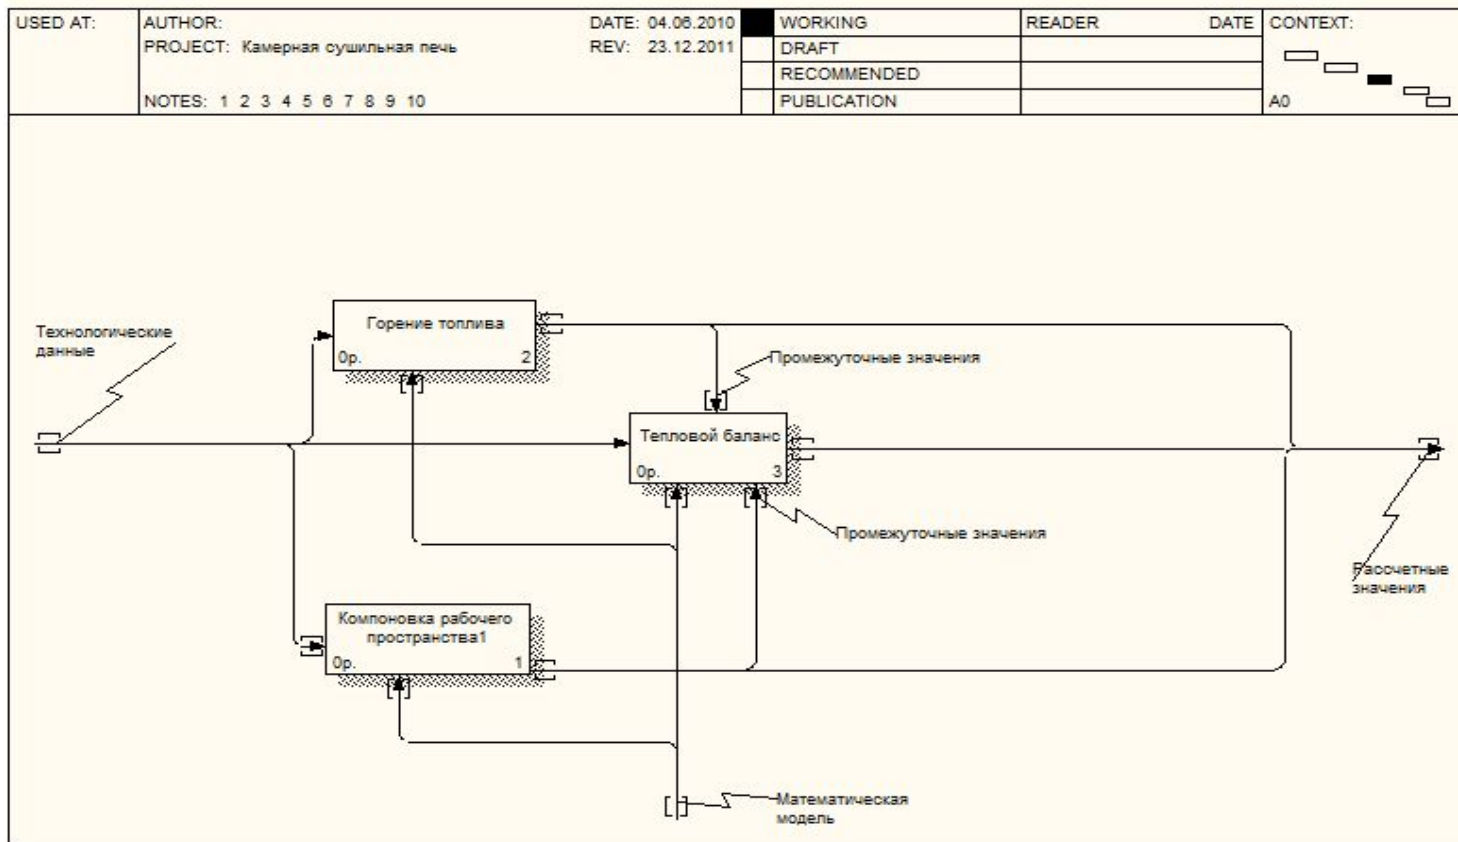 USED AT:
AUTHOR:
DATE: 04.06.2010
PROJECT: Камерная сушильная печь
REV: 23.12.2011
NOTES: 1 2 3 4 5 6 7 8 9 10
WORKING
DRAFT
RECOMMENDED
PUBLICATION
READER DATE
CONTEXT:
A0
Технологические
данные
Горение топлива
0р. 2
Промежуточные значения
Тепловой баланс
0р. 3
Промежуточные значения
Рассчетные
значения
Компоновка рабочего
пространства1
0р. 1
Математическая
модель